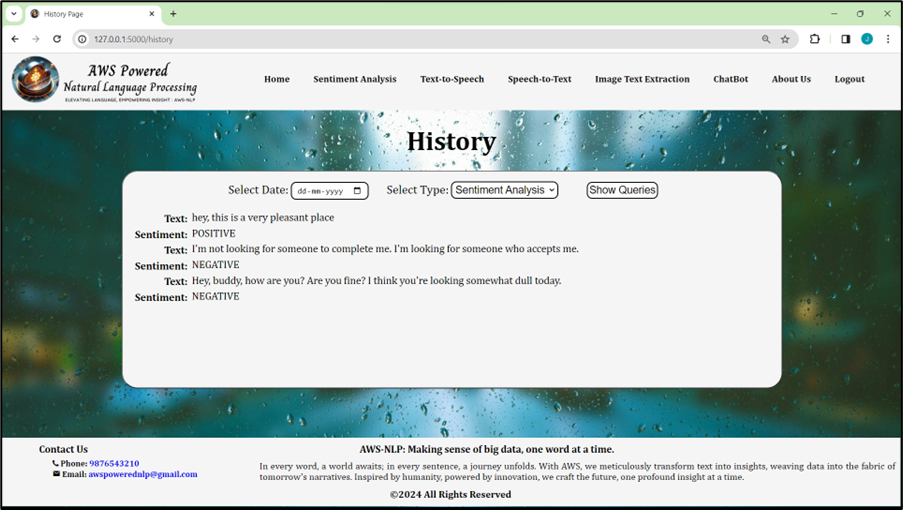 History Page
127.0.0.1:5000/history
J
AWS Powered
Natural Language Processing
ELEVATING LANGUAGE, EMPOWERING INSIGHT : AWS-NLP
Home Sentiment Analysis Text-to-Speech Speech-to-Text Image Text Extraction ChatBot About Us Logout
History
Select Date: dd-mm-yyyy Select Type: Sentiment Analysis Show Queries
Text: hey, this is a very pleasant place
Sentiment: POSITIVE
Text: I'm not looking for someone to complete me. I'm looking for someone who accepts me.
Sentiment: NEGATIVE
Text: Hey, buddy, how are you? Are you fine? I think you're looking somewhat dull today.
Sentiment: NEGATIVE
Contact Us
Phone: 9876543210
Email: awspowerednlp@gmail.com
AWS-NLP: Making sense of big data, one word at a time.
In every word, a world awaits; in every sentence, a journey unfolds. With AWS, we meticulously transform text into insights, weaving data into the fabric of
tomorrow's narratives. Inspired by humanity, powered by innovation, we craft the future, one profound insight at a time.
©2024 All Rights Reserved